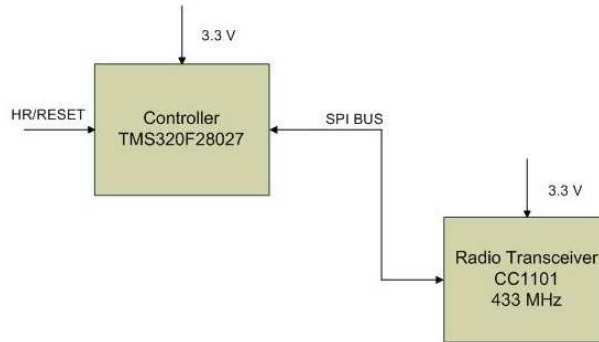 3.3 V
HR/RESET
Controller
TMS320F28027
SPI BUS
3.3 V
Radio Transceiver
CC1101
433 MHz